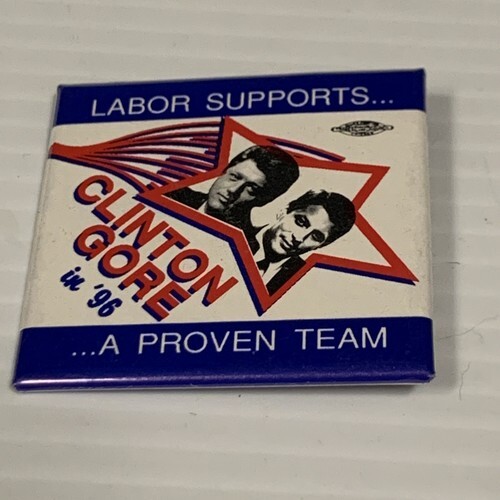 LABOR SUPPORTS...
CLINTON
GORE
in '96
...A PROVEN TEAM